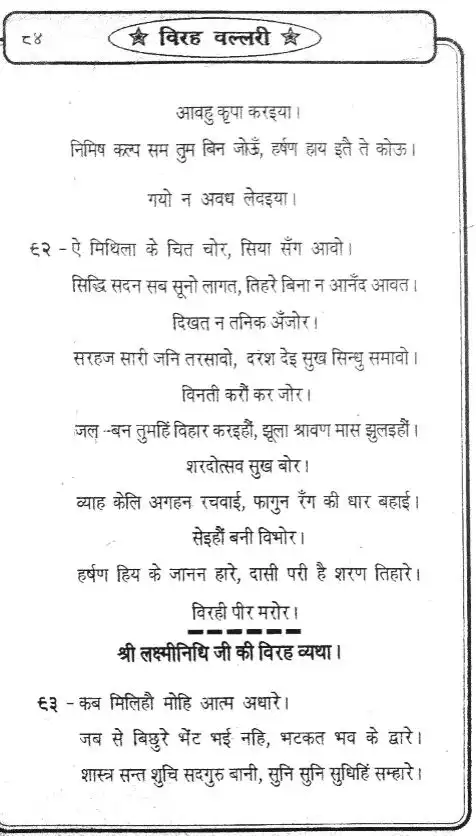 ८४
☆ विरह वल्लरी ☆
आवहु कृपा करइया।
निमिष कल्प सम तुम बिन जोऊँ, हर्षण हाय इतै ते कोऊ।
गयो न अवध लेदइया।
९२ - ऐ मिथिला के चित चोर, सिया सँग आवो।
सिद्धि सदन सब सूनो लागत, तिहरे बिना न आनँद आवत।
दिखत न तनिक अँजोर।
सरहज सारी जनि तरसावो, दरश देइ सुख सिन्धु समावो।
विनती करौं कर जोर।
जल -बन तुमहिं विहार करइहौं, झूला श्रावण मास झुलइहौं।
शरदोत्सव सुख बोर।
व्याह केलि अगहन रचवाई, फागुन रँग की धार बहाई।
सेइहौं बनी विभोर।
हर्षण हिय के जानन हारे, दासी परी है शरण तिहारे।
विरही पीर मरोर।
श्री लक्ष्मीनिधि जी की विरह व्यथा।
९३ - कब मिलिहौ मोहि आत्म अधारे।
जब से बिछुरे भेंट भई नहि, भटकत भव के द्वारे।
शास्त्र सन्त शुचि सदगुरु बानी, सुनि सुनि सुधिहिं सम्हारे।